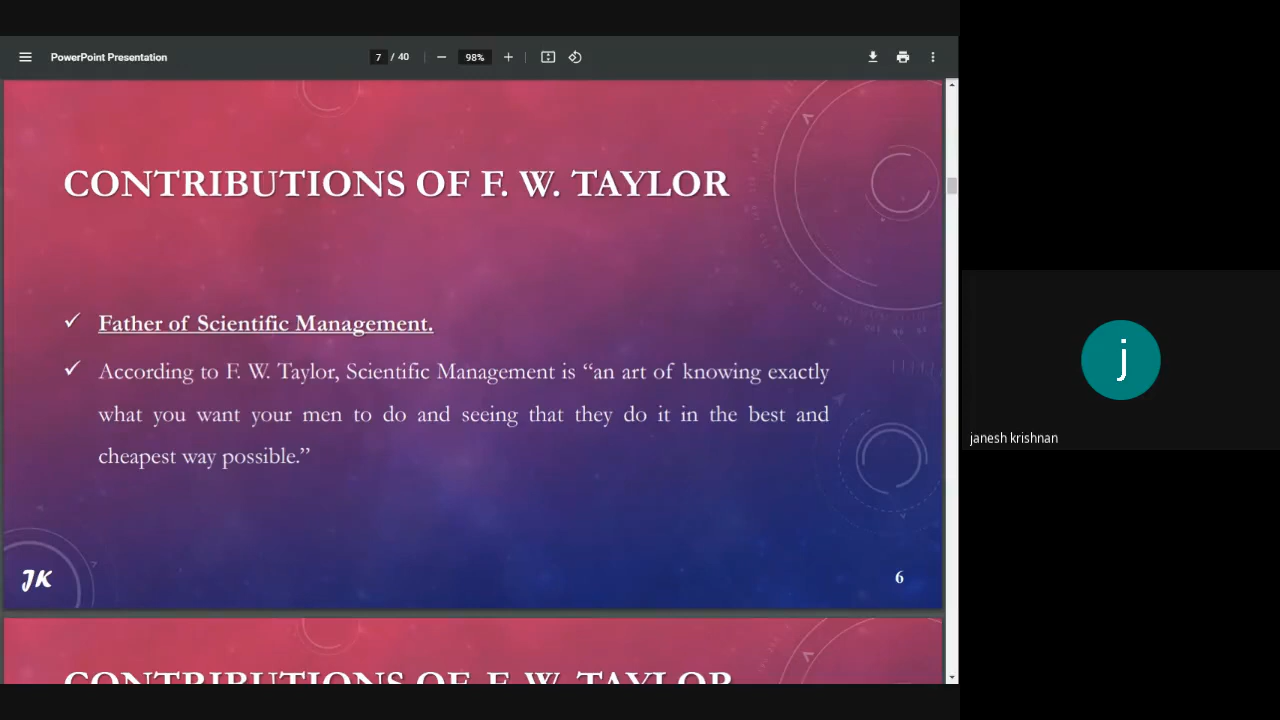 PowerPoint Presentation
7 / 40
98%
CONTRIBUTIONS OF F. W. TAYLOR
✓ Father of Scientific Management.
✓ According to F. W. Taylor, Scientific Management is “an art of knowing exactly
what you want your men to do and seeing that they do it in the best and
cheapest way possible.”
JK
6
CONTRIBUTIONS OF F. W. TAYLOR
j
janesh krishnan